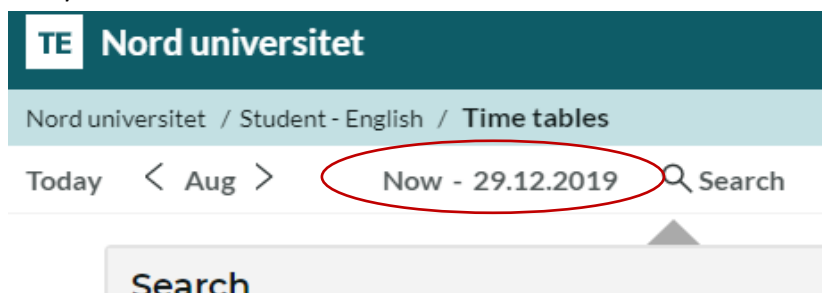 TE Nord universitet
Nord universitet / Student - English / Time tables
Today < Aug > Now - 29.12.2019 Search
Search